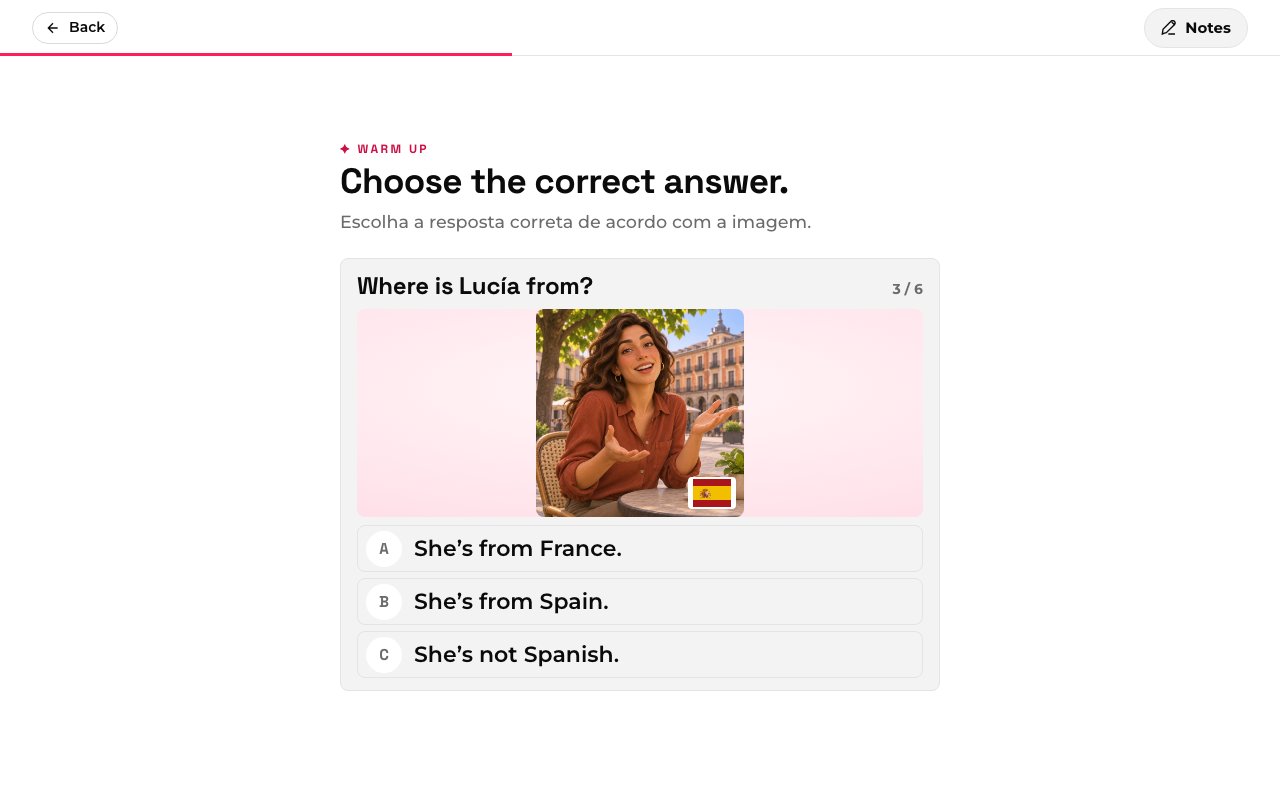 Back
Notes
WARM UP
Choose the correct answer.
Escolha a resposta correta de acordo com a imagem.
Where is Lucía from?
3 / 6
A
She’s from France.
B
She’s from Spain.
C
She’s not Spanish.